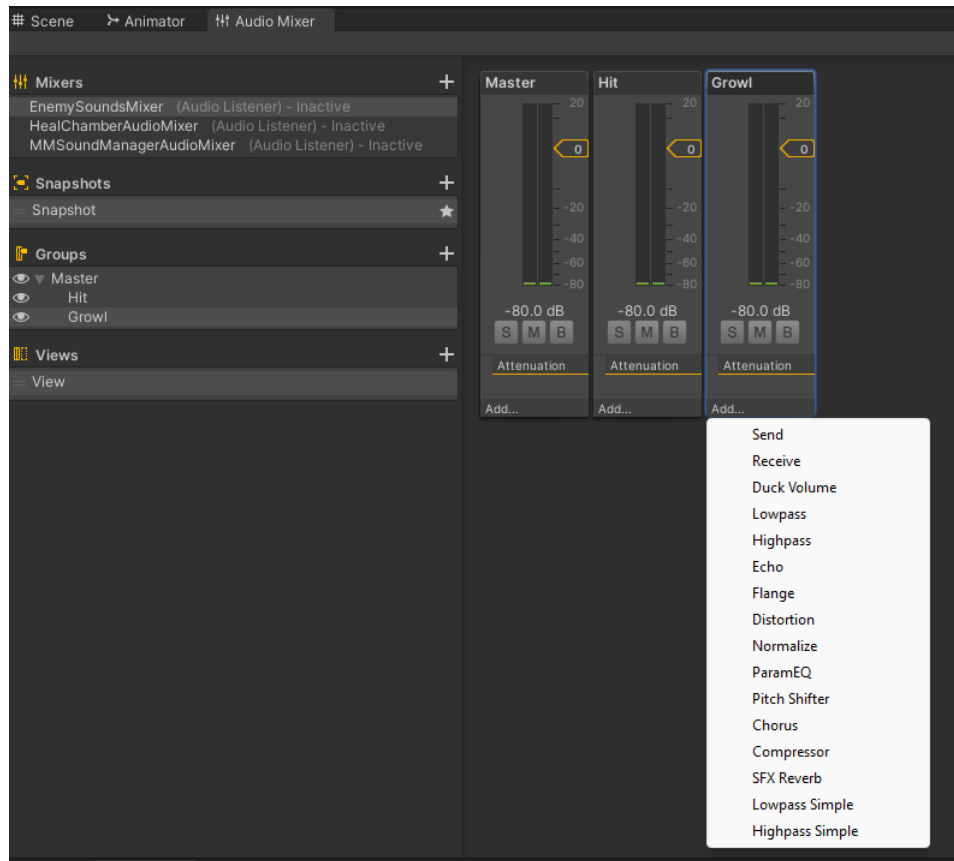 Scene Animator Audio Mixer
Mixers
EnemySoundsMixer (Audio Listener) - Inactive
HealChamberAudioMixer (Audio Listener) - Inactive
MMSoundManagerAudioMixer (Audio Listener) - Inactive
Snapshots
Snapshot
Groups
Master
Hit
Growl
Views
View
Master
20
0
-20
-40
-60
-80
-80.0 dB
S M B
Attenuation
Add...
Hit
20
0
-20
-40
-60
-80
-80.0 dB
S M B
Attenuation
Add...
Growl
20
0
-20
-40
-60
-80
-80.0 dB
S M B
Attenuation
Add...
Send
Receive
Duck Volume
Lowpass
Highpass
Echo
Flange
Distortion
Normalize
ParamEQ
Pitch Shifter
Chorus
Compressor
SFX Reverb
Lowpass Simple
Highpass Simple